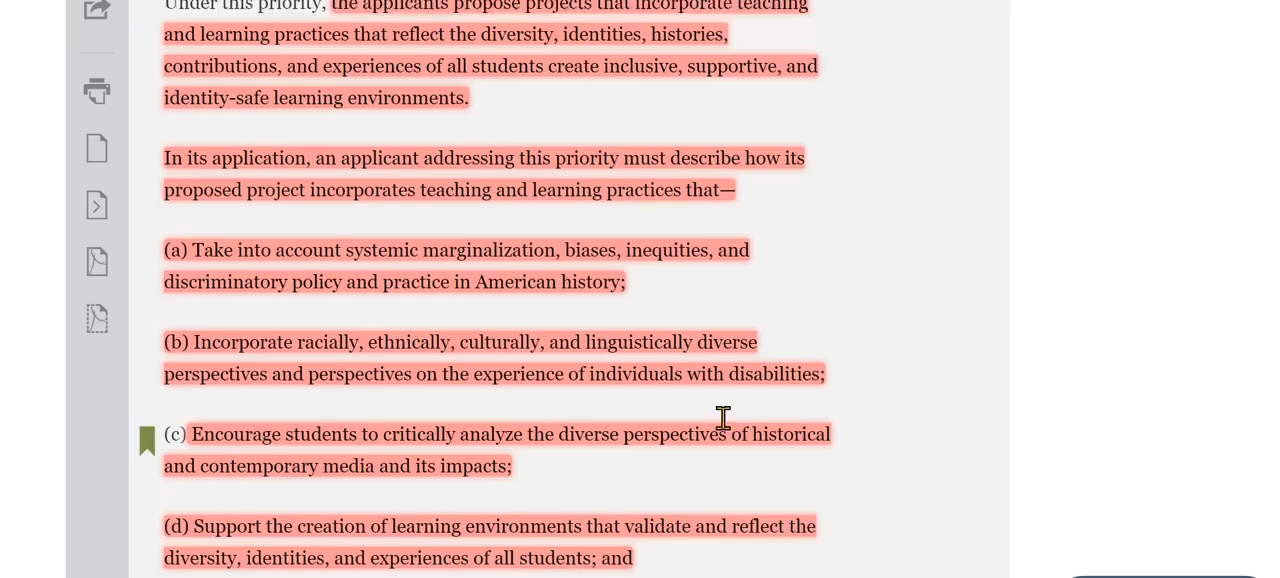 Under this priority, the applicants propose projects that incorporate teaching
and learning practices that reflect the diversity, identities, histories,
contributions, and experiences of all students create inclusive, supportive, and
identity-safe learning environments.
In its application, an applicant addressing this priority must describe how its
proposed project incorporates teaching and learning practices that—
(a) Take into account systemic marginalization, biases, inequities, and
discriminatory policy and practice in American history;
(b) Incorporate racially, ethnically, culturally, and linguistically diverse
perspectives and perspectives on the experience of individuals with disabilities;
(c) Encourage students to critically analyze the diverse perspectives of historical
and contemporary media and its impacts;
(d) Support the creation of learning environments that validate and reflect the
diversity, identities, and experiences of all students; and